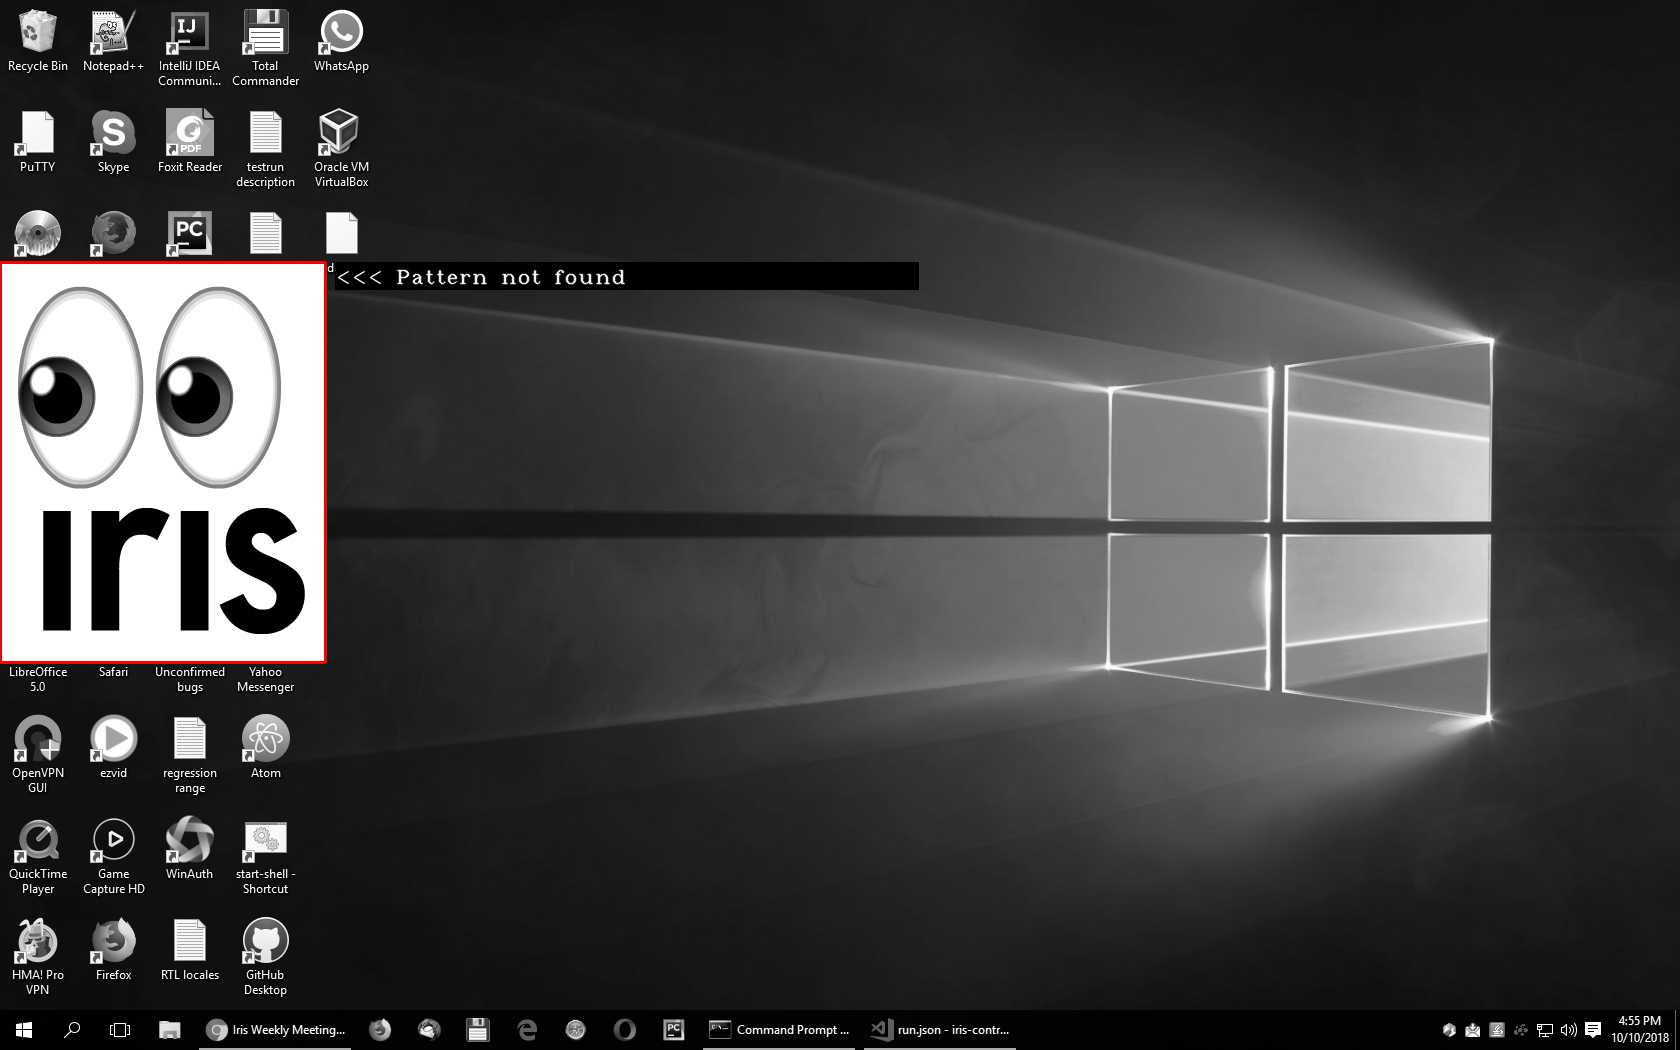 Recycle Bin
Notepad++
IntelliJ IDEA
Communi...
Total
Commander
WhatsApp
PuTTY
Skype
Foxit Reader
testrun
description
Oracle VM
VirtualBox
<<< Pattern not found
iris
LibreOffice
5.0
Safari
Unconfirmed
bugs
Yahoo
Messenger
OpenVPN
GUI
ezvid
regression
range
Atom
QuickTime
Player
Game
Capture HD
WinAuth
start-shell -
Shortcut
HMA! Pro
VPN
Firefox
RTL locales
GitHub
Desktop
Iris Weekly Meeting...
Command Prompt ...
run.json - iris-contr...
4:55 PM
10/10/2018